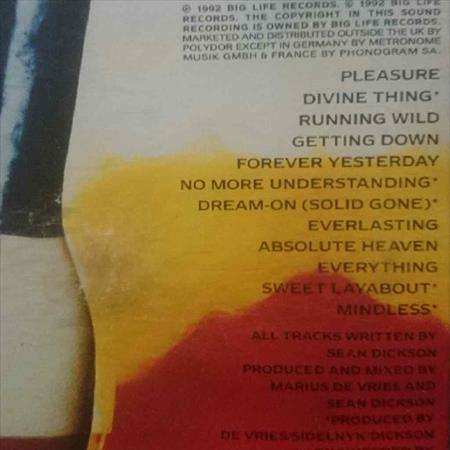 ℗ 1992 BIG LIFE RECORDS. © 1992 BIG LIFE
RECORDS. THE COPYRIGHT IN THIS SOUND
RECORDING IS OWNED BY BIG LIFE RECORDS.
MARKETED AND DISTRIBUTED OUTSIDE THE UK BY
POLYDOR EXCEPT IN GERMANY BY METRONOME
MUSIK GMBH & FRANCE BY PHONOGRAM SA.
PLEASURE
DIVINE THING*
RUNNING WILD
GETTING DOWN
FOREVER YESTERDAY
NO MORE UNDERSTANDING*
DREAM-ON (SOLID GONE)*
EVERLASTING
ABSOLUTE HEAVEN
EVERYTHING
SWEET LAYABOUT*
MINDLESS*
ALL TRACKS WRITTEN BY
SEAN DICKSON
PRODUCED AND MIXED BY
MARIUS DE VRIES AND
SEAN DICKSON
*PRODUCED BY
DE VRIES/SIDELNYK/DICKSON